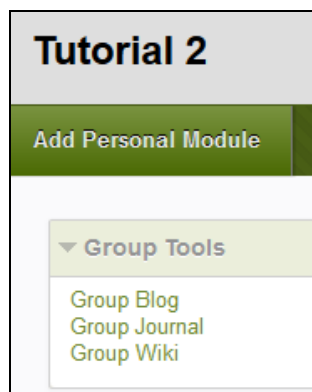 Tutorial 2
Add Personal Module
Group Tools
Group Blog
Group Journal
Group Wiki